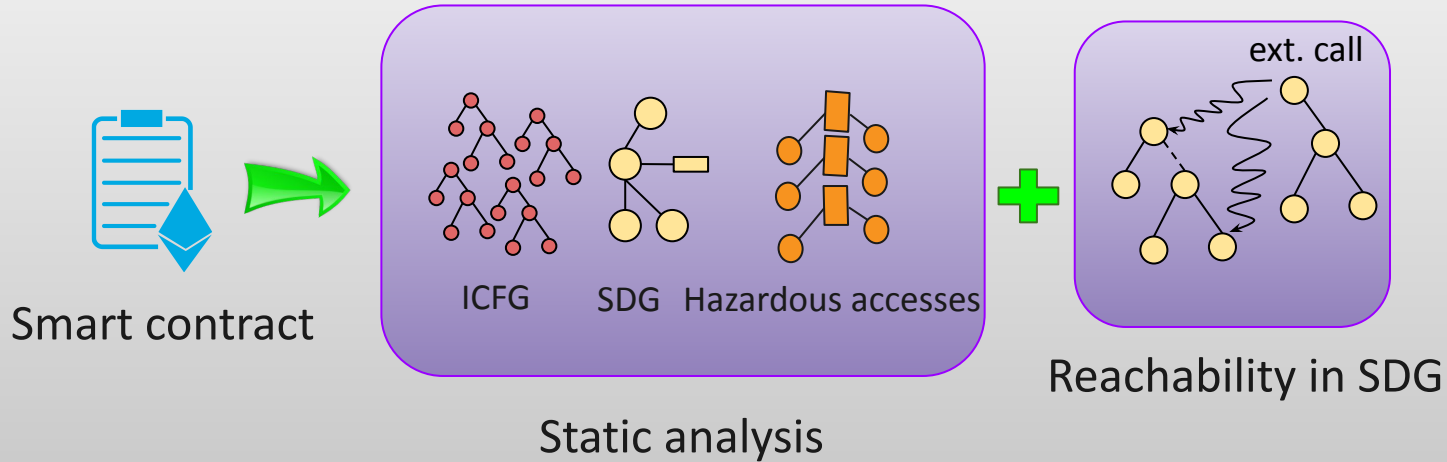 Smart contract
ICFG
SDG
Hazardous accesses
Static analysis
ext. call
Reachability in SDG